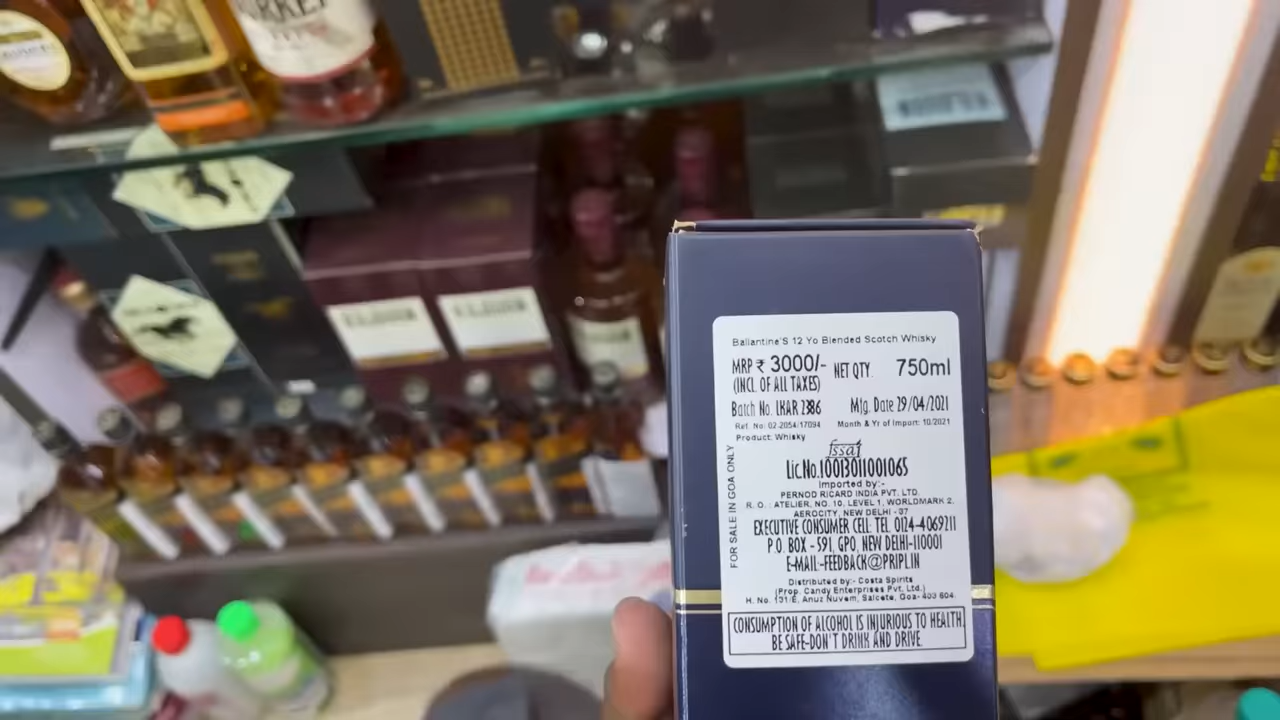 Ballantine'S 12 Yo Blended Scotch Whisky
MRP ₹ 3000/- NET QTY. 750ml
(INCL OF ALL TAXES)
Batch No. LKAR 2386 Mfg. Date 29/04/2021
Ref. No: 02-2054/17094 Month & Yr of Import: 10/2021
Product: Whisky
fssai
Lic.No.10013011001065
Imported by:-
PERNOD RICARD INDIA PVT. LTD.
R. O. : ATELIER, NO. 10, LEVEL 1, WORLDMARK 2.
AEROCITY, NEW DELHI - 37
EXECUTIVE CONSUMER CELL: TEL. 0124-4069211
P.O. BOX - 591, GPO, NEW DELHI-110001
E-MAIL-FEEDBACK@PRIPL.IN
Distributed by:- Costa Spirits
(Prop. Candy Enterprises Pvt. Ltd.)
H. No. 131/E, Anuz Nuvem, Salcete, Goa- 403 604.
FOR SALE IN GOA ONLY
CONSUMPTION OF ALCOHOL IS INJURIOUS TO HEALTH.
BE SAFE-DON'T DRINK AND DRIVE.